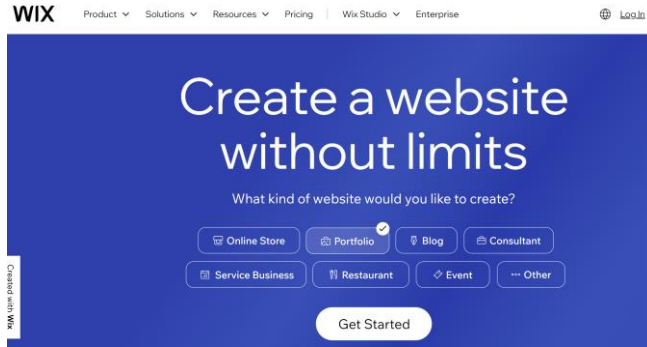 WIX Product Solutions Resources Pricing Wix Studio Enterprise Log In
Create a website
without limits
What kind of website would you like to create?
Online Store Portfolio Blog Consultant
Service Business Restaurant Event Other
Get Started
Created with Wix